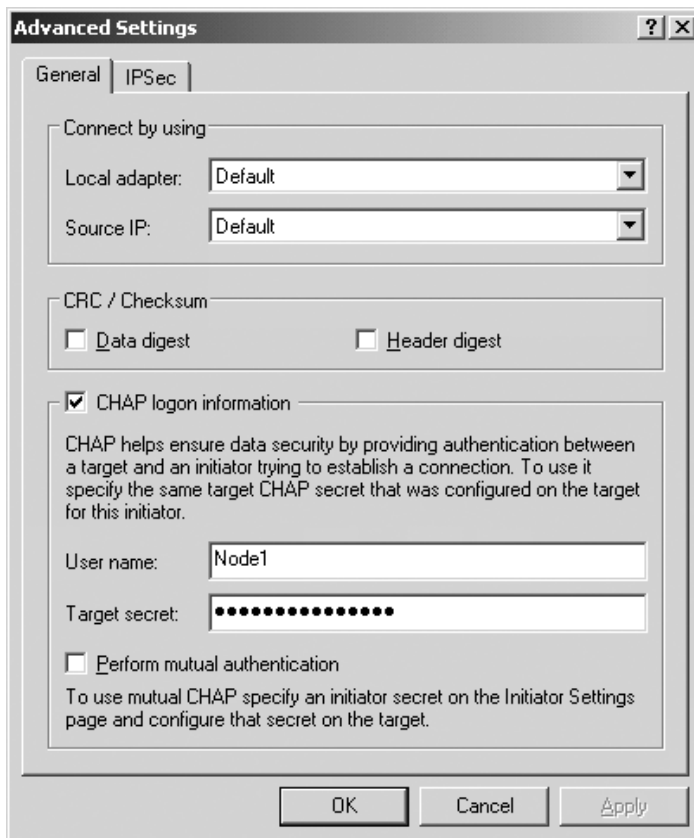 Advanced Settings
General IPSec
Connect by using
Local adapter: Default
Source IP: Default
CRC / Checksum
Data digest Header digest
CHAP logon information
CHAP helps ensure data security by providing authentication between
a target and an initiator trying to establish a connection. To use it
specify the same target CHAP secret that was configured on the target
for this initiator.
User name: Node1
Target secret: •••••••••••••••
Perform mutual authentication
To use mutual CHAP specify an initiator secret on the Initiator Settings
page and configure that secret on the target.
OK Cancel Apply